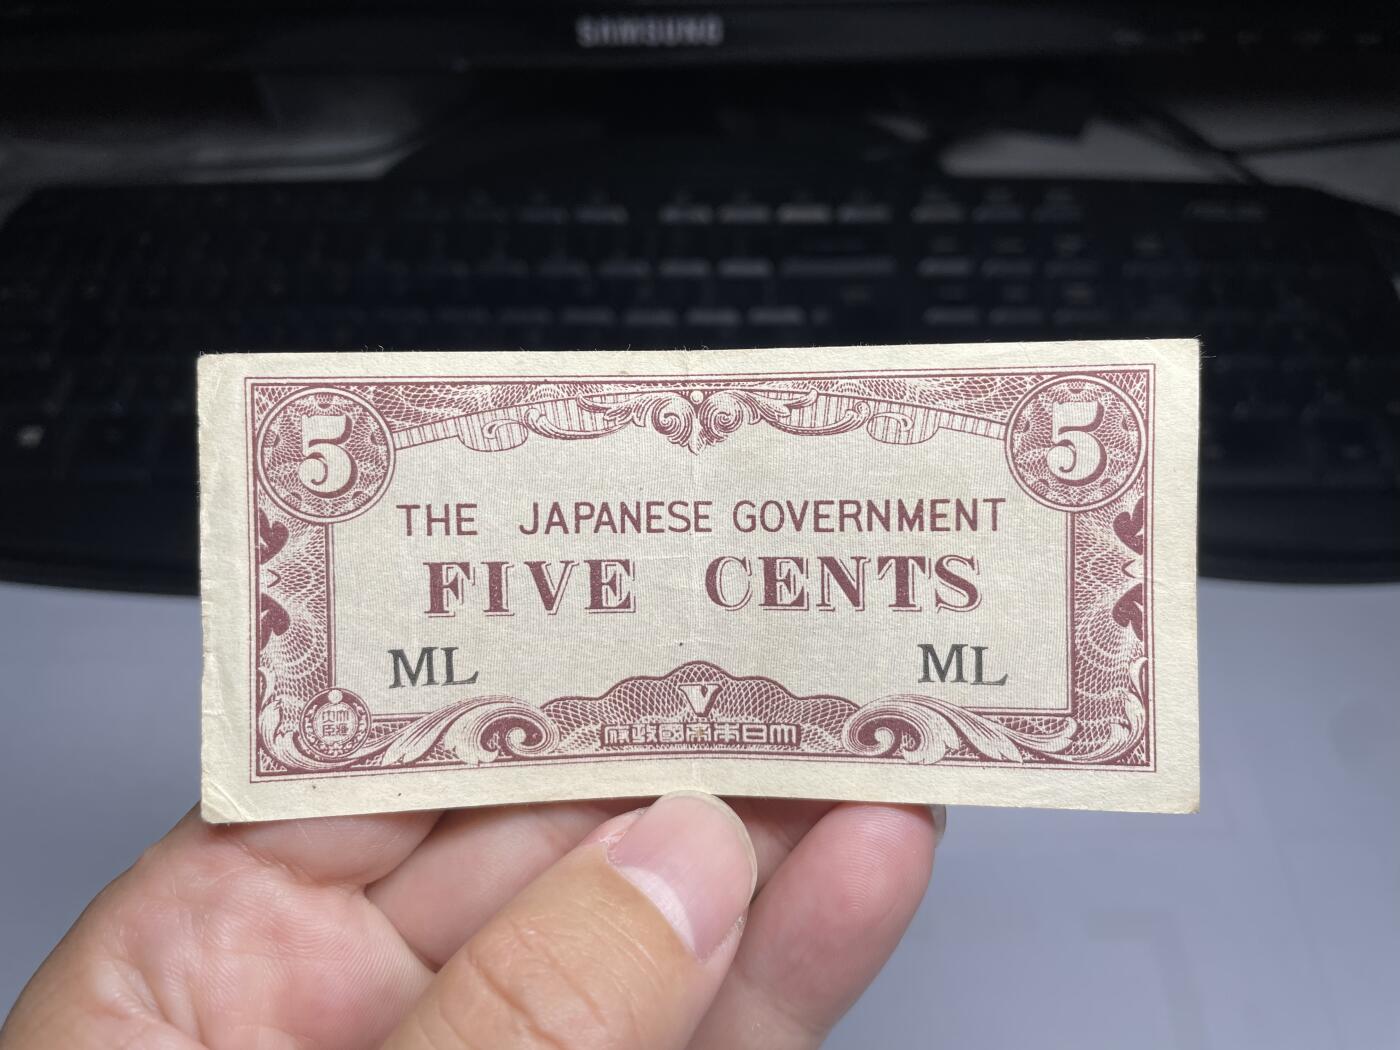 SAMSUNG
5 5
THE JAPANESE GOVERNMENT
FIVE CENTS
ML ML
V
府政國帝本日大